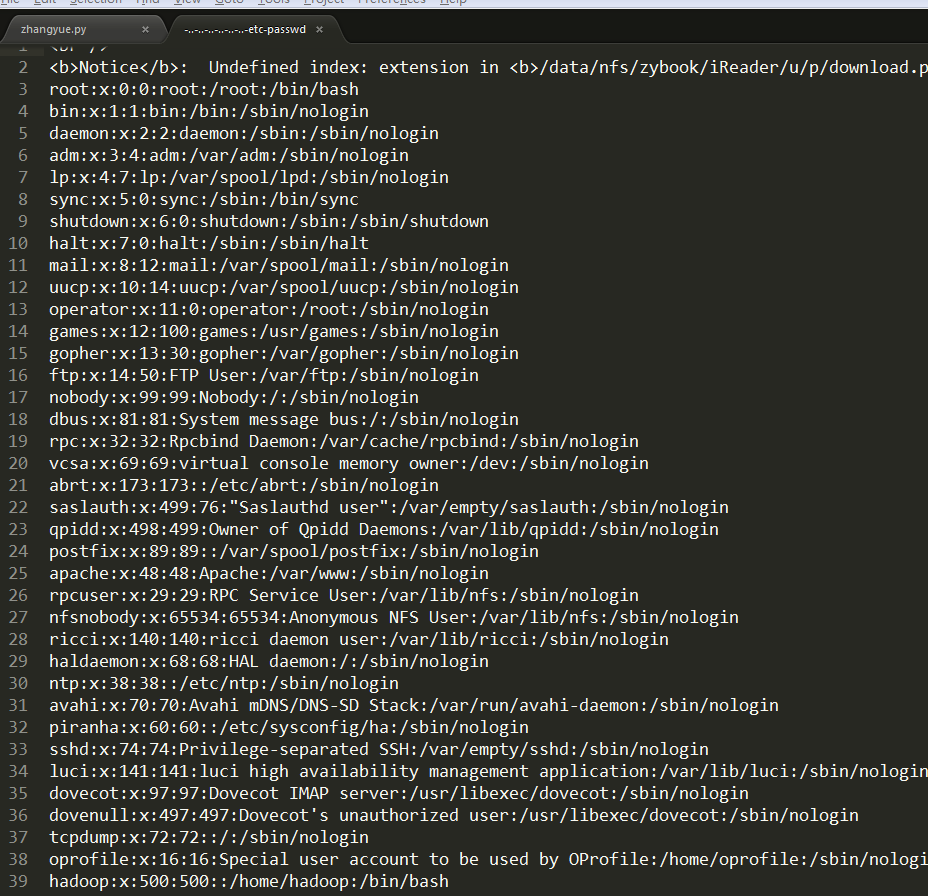 File Edit Selection Find View Goto Tools Project Preferences Help
zhangyue.py × -..-..-..-..-..-..-etc-passwd ×
1 <br />
2 <b>Notice</b>:  Undefined index: extension in <b>/data/nfs/zybook/iReader/u/p/download.p
3 root:x:0:0:root:/root:/bin/bash
4 bin:x:1:1:bin:/bin:/sbin/nologin
5 daemon:x:2:2:daemon:/sbin:/sbin/nologin
6 adm:x:3:4:adm:/var/adm:/sbin/nologin
7 lp:x:4:7:lp:/var/spool/lpd:/sbin/nologin
8 sync:x:5:0:sync:/sbin:/bin/sync
9 shutdown:x:6:0:shutdown:/sbin:/sbin/shutdown
10 halt:x:7:0:halt:/sbin:/sbin/halt
11 mail:x:8:12:mail:/var/spool/mail:/sbin/nologin
12 uucp:x:10:14:uucp:/var/spool/uucp:/sbin/nologin
13 operator:x:11:0:operator:/root:/sbin/nologin
14 games:x:12:100:games:/usr/games:/sbin/nologin
15 gopher:x:13:30:gopher:/var/gopher:/sbin/nologin
16 ftp:x:14:50:FTP User:/var/ftp:/sbin/nologin
17 nobody:x:99:99:Nobody:/:/sbin/nologin
18 dbus:x:81:81:System message bus:/:/sbin/nologin
19 rpc:x:32:32:Rpcbind Daemon:/var/cache/rpcbind:/sbin/nologin
20 vcsa:x:69:69:virtual console memory owner:/dev:/sbin/nologin
21 abrt:x:173:173::/etc/abrt:/sbin/nologin
22 saslauth:x:499:76:"Saslauthd user":/var/empty/saslauth:/sbin/nologin
23 qpidd:x:498:499:Owner of Qpidd Daemons:/var/lib/qpidd:/sbin/nologin
24 postfix:x:89:89::/var/spool/postfix:/sbin/nologin
25 apache:x:48:48:Apache:/var/www:/sbin/nologin
26 rpcuser:x:29:29:RPC Service User:/var/lib/nfs:/sbin/nologin
27 nfsnobody:x:65534:65534:Anonymous NFS User:/var/lib/nfs:/sbin/nologin
28 ricci:x:140:140:ricci daemon user:/var/lib/ricci:/sbin/nologin
29 haldaemon:x:68:68:HAL daemon:/:/sbin/nologin
30 ntp:x:38:38::/etc/ntp:/sbin/nologin
31 avahi:x:70:70:Avahi mDNS/DNS-SD Stack:/var/run/avahi-daemon:/sbin/nologin
32 piranha:x:60:60::/etc/sysconfig/ha:/sbin/nologin
33 sshd:x:74:74:Privilege-separated SSH:/var/empty/sshd:/sbin/nologin
34 luci:x:141:141:luci high availability management application:/var/lib/luci:/sbin/nologin
35 dovecot:x:97:97:Dovecot IMAP server:/usr/libexec/dovecot:/sbin/nologin
36 dovenull:x:497:497:Dovecot's unauthorized user:/usr/libexec/dovecot:/sbin/nologin
37 tcpdump:x:72:72::/:/sbin/nologin
38 oprofile:x:16:16:Special user account to be used by OProfile:/home/oprofile:/sbin/nologi
39 hadoop:x:500:500::/home/hadoop:/bin/bash